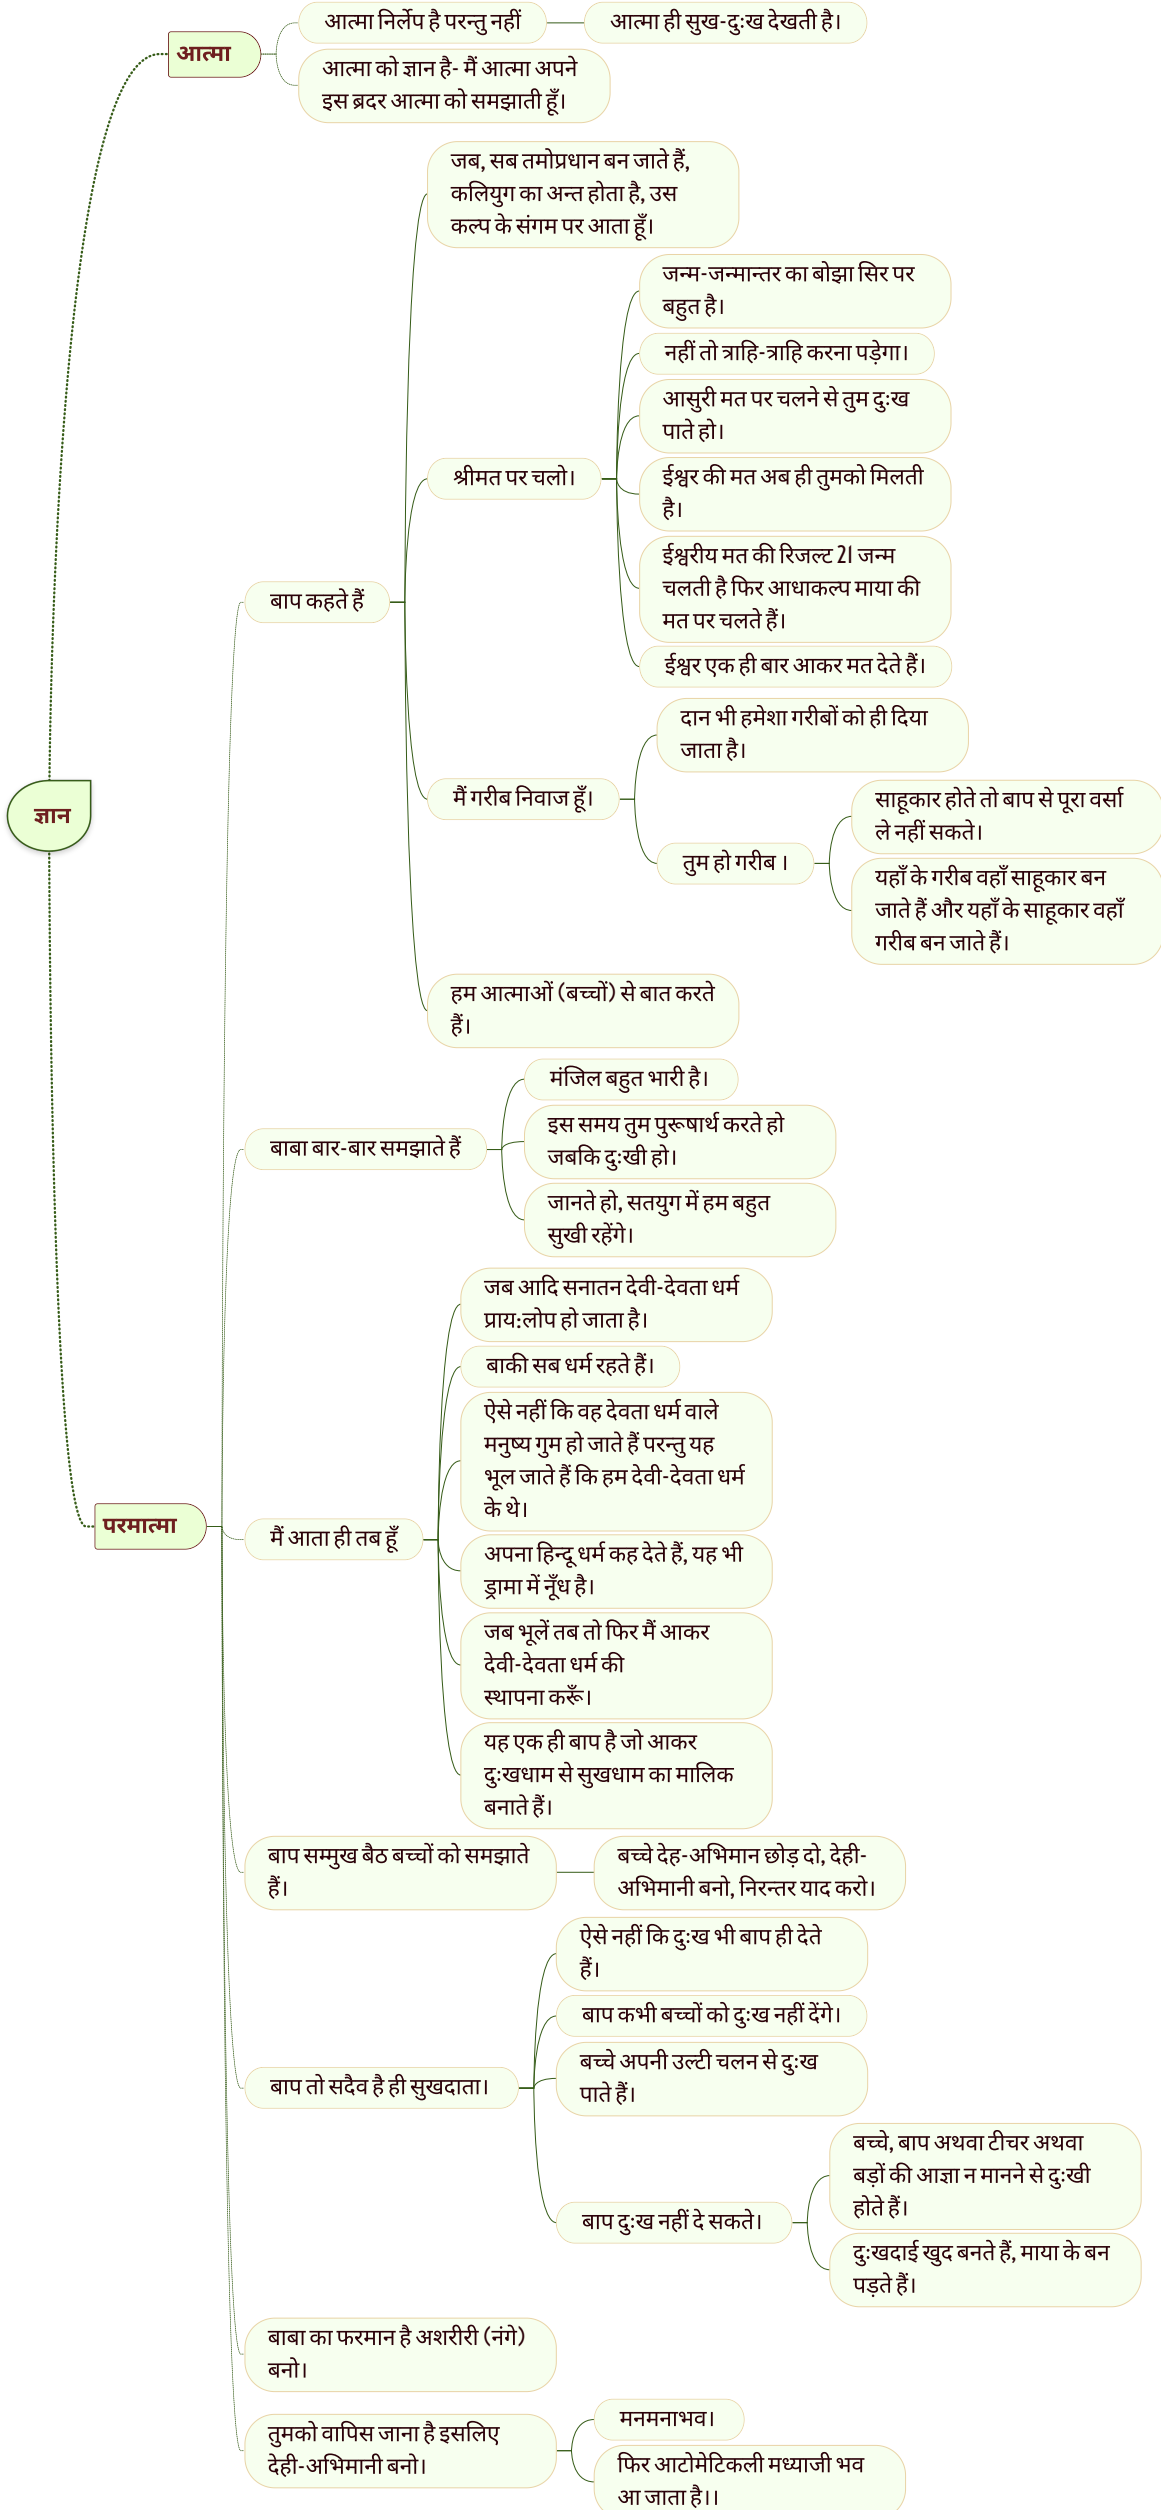 आत्मा
आत्मा निर्लेप है परन्तु नहीं
आत्मा ही सुख-दुःख देखती है।
आत्मा को ज्ञान है- मैं आत्मा अपने
इस ब्रदर आत्मा को समझाती हूँ।
ज्ञान
परमात्मा
बाप कहते हैं
जब, सब तमोप्रधान बन जाते हैं,
कलियुग का अन्त होता है, उस
कल्प के संगम पर आता हूँ।
श्रीमत पर चलो।
जन्म-जन्मान्तर का बोझा सिर पर
बहुत है।
नहीं तो त्राहि-त्राहि करना पड़ेगा।
आसुरी मत पर चलने से तुम दुःख
पाते हो।
ईश्वर की मत अब ही तुमको मिलती
है।
ईश्वरीय मत की रिजल्ट 21 जन्म
चलती है फिर आधाकल्प माया की
मत पर चलते हैं।
ईश्वर एक ही बार आकर मत देते हैं।
मैं गरीब निवाज हूँ।
दान भी हमेशा गरीबों को ही दिया
जाता है।
तुम हो गरीब ।
साहूकार होते तो बाप से पूरा वर्सा
ले नहीं सकते।
यहाँ के गरीब वहाँ साहूकार बन
जाते हैं और यहाँ के साहूकार वहाँ
गरीब बन जाते हैं।
हम आत्माओं (बच्चों) से बात करते
हैं।
बाबा बार-बार समझाते हैं
मंजिल बहुत भारी है।
इस समय तुम पुरूषार्थ करते हो
जबकि दुःखी हो।
जानते हो, सतयुग में हम बहुत
सुखी रहेंगे।
मैं आता ही तब हूँ
जब आदि सनातन देवी-देवता धर्म
प्राय:लोप हो जाता है।
बाकी सब धर्म रहते हैं।
ऐसे नहीं कि वह देवता धर्म वाले
मनुष्य गुम हो जाते हैं परन्तु यह
भूल जाते हैं कि हम देवी-देवता धर्म
के थे।
अपना हिन्दू धर्म कह देते हैं, यह भी
ड्रामा में नूँध है।
जब भूलें तब तो फिर मैं आकर
देवी-देवता धर्म की
स्थापना करूँ।
यह एक ही बाप है जो आकर
दुःखधाम से सुखधाम का मालिक
बनाते हैं।
बाप सम्मुख बैठ बच्चों को समझाते
हैं।
बच्चे देह-अभिमान छोड़ दो, देही-
अभिमानी बनो, निरन्तर याद करो।
बाप तो सदैव है ही सुखदाता।
ऐसे नहीं कि दुःख भी बाप ही देते
हैं।
बाप कभी बच्चों को दुःख नहीं देंगे।
बच्चे अपनी उल्टी चलन से दुःख
पाते हैं।
बाप दुःख नहीं दे सकते।
बच्चे, बाप अथवा टीचर अथवा
बड़ों की आज्ञा न मानने से दुःखी
होते हैं।
दुःखदाई खुद बनते हैं, माया के बन
पड़ते हैं।
बाबा का फरमान है अशरीरी (नंगे)
बनो।
तुमको वापिस जाना है इसलिए
देही-अभिमानी बनो।
मनमनाभव।
फिर आटोमेटिकली मध्याजी भव
आ जाता है।।